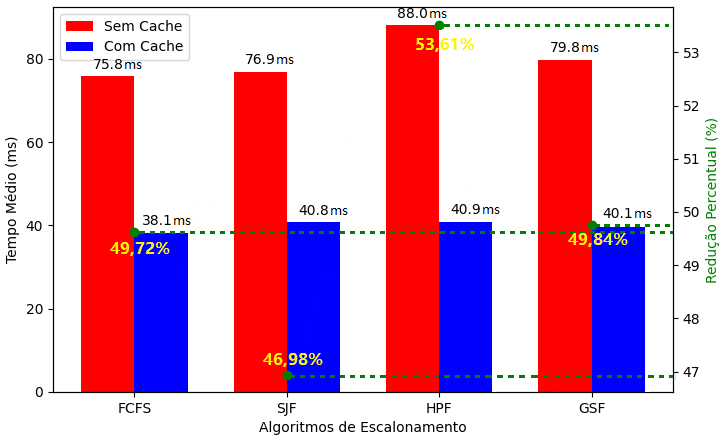 Sem Cache
Com Cache
75.8ms
76.9ms
88.0ms
79.8ms
53,61%
38.1ms
40.8ms
40.9ms
40.1ms
49,72%
49,84%
46,98%
80
60
40
20
0
Tempo Médio (ms)
53
52
51
50
49
48
47
Redução Percentual (%)
FCFS SJF HPF GSF
Algoritmos de Escalonamento